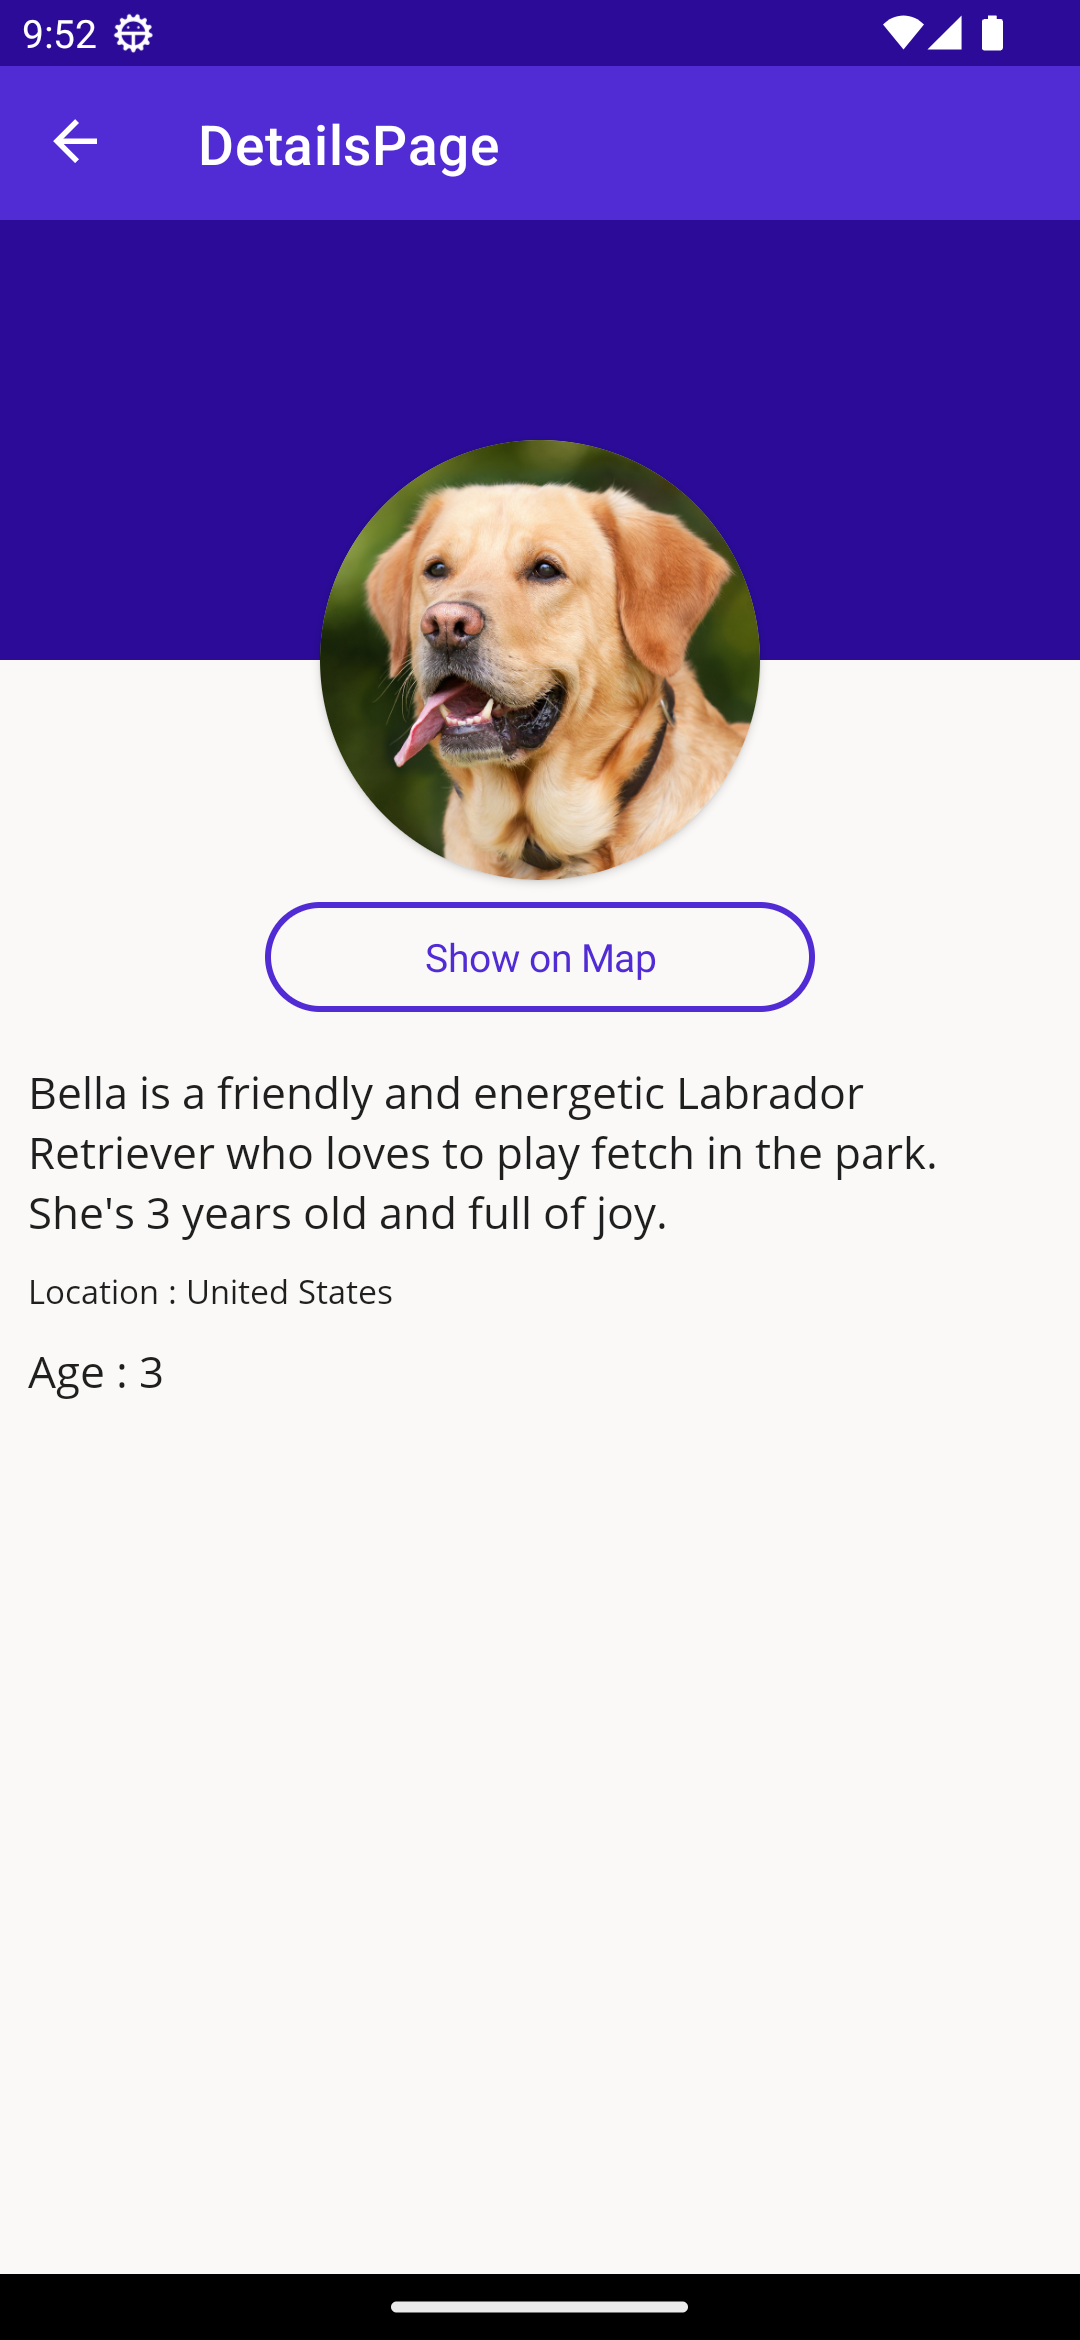 9:52
DetailsPage
Show on Map
Bella is a friendly and energetic Labrador
Retriever who loves to play fetch in the park.
She's 3 years old and full of joy.
Location : United States
Age : 3